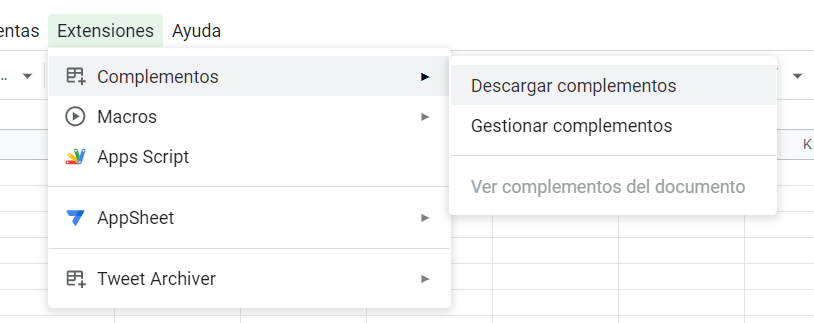 entas Extensiones Ayuda
Complementos
Macros
Apps Script
AppSheet
Tweet Archiver
Descargar complementos
Gestionar complementos
Ver complementos del documento
K